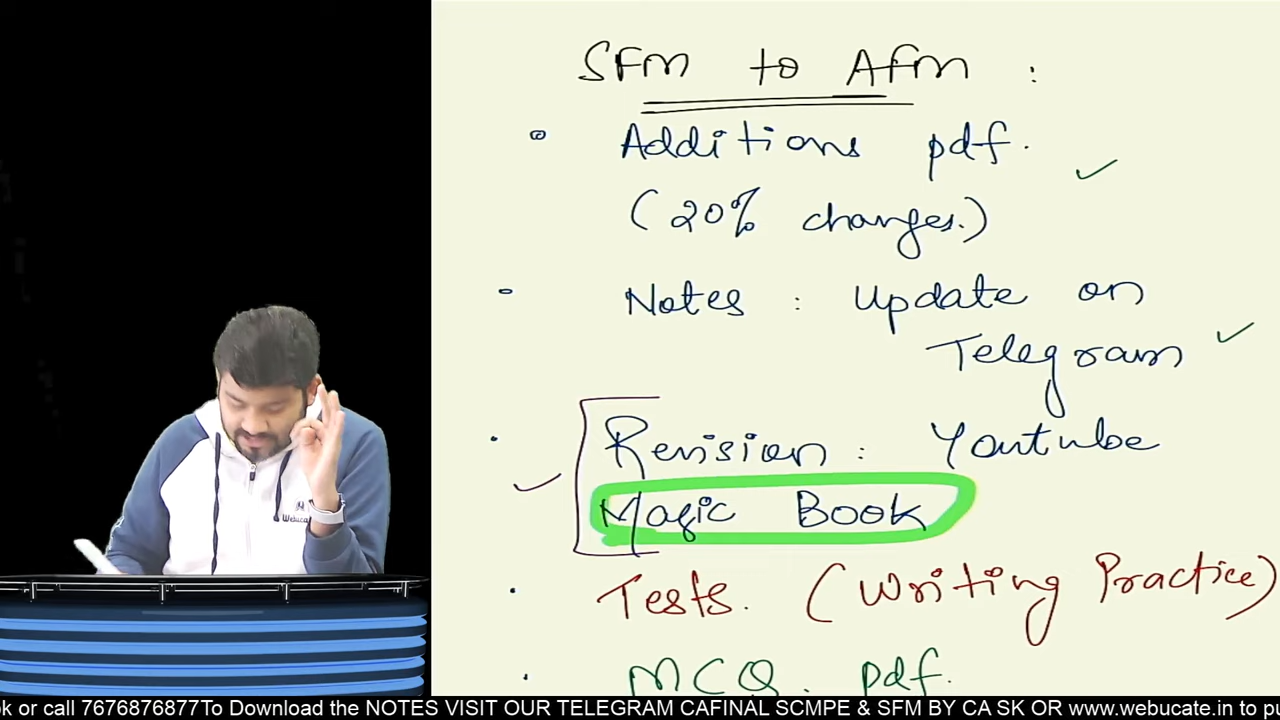 SFM to AFM :
Additions pdf.
(20% changes.)
Notes : Update on
Telegram
Revision : Youtube
Magic Book
Tests. (Writing Practice)
MCQ. pdf.
ok or call 7676876877To Download the NOTES VISIT OUR TELEGRAM CAFINAL SCMPE & SFM BY CA SK OR www.webucate.in to pu